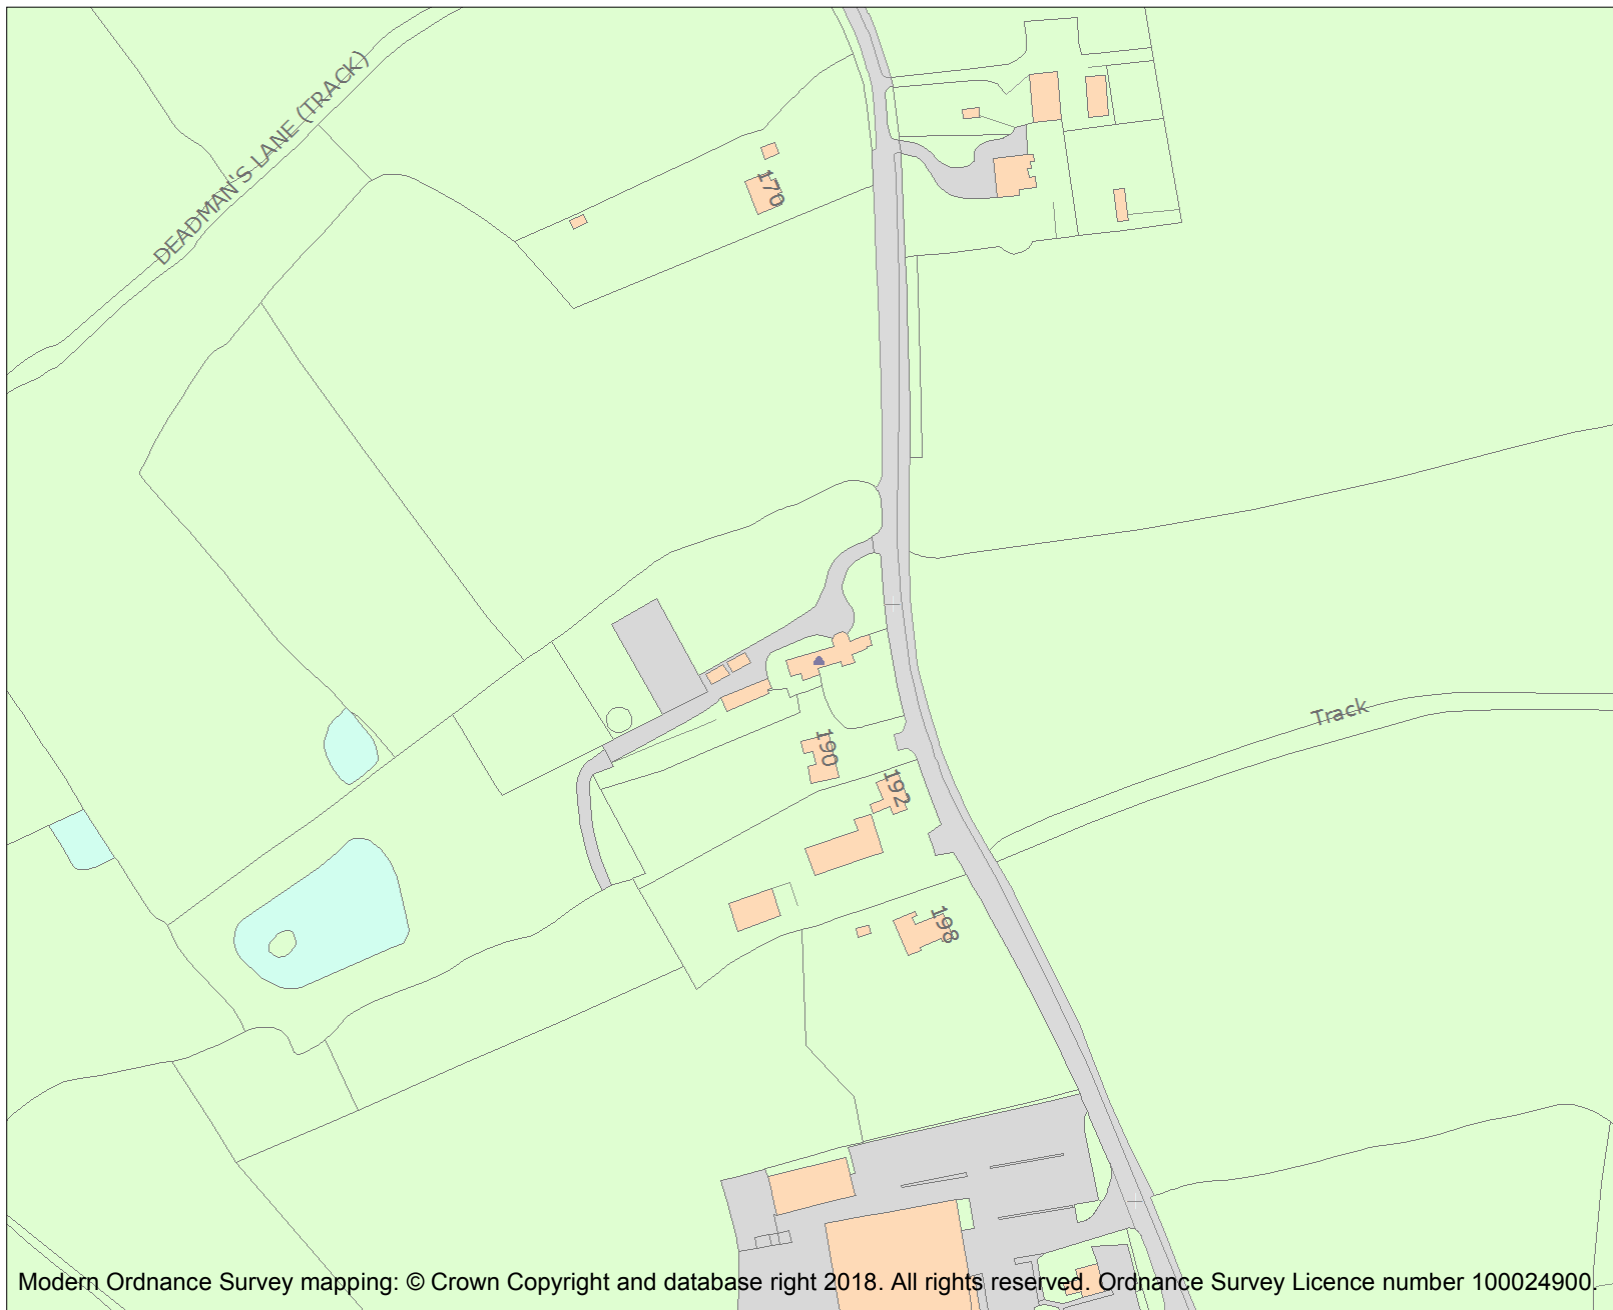 DEADMAN'S LANE (TRACK)
170
Track
190
192
198
Modern Ordnance Survey mapping: © Crown Copyright and database right 2018. All rights reserved. Ordnance Survey Licence number 100024900.